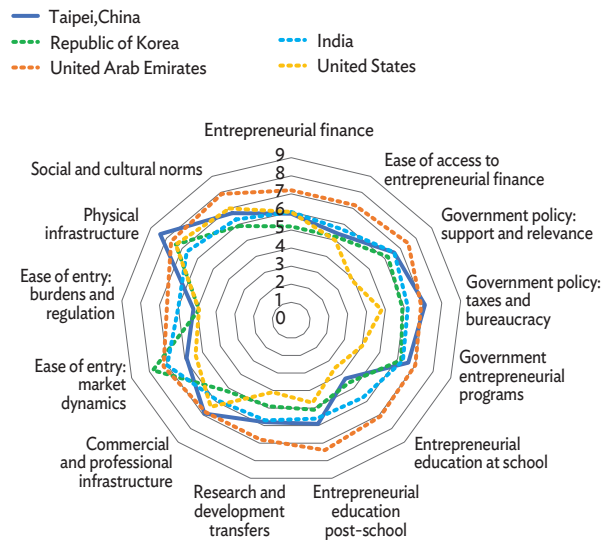 Taipei,China
Republic of Korea
India
United Arab Emirates
United States
Entrepreneurial finance
9
8
7
6
5
4
3
2
1
0
Ease of access to
entrepreneurial finance
Government policy:
support and relevance
Government policy:
taxes and
bureaucracy
Government
entrepreneurial
programs
Entrepreneurial
education at school
Entrepreneurial
education
post-school
Research and
development
transfers
Commercial
and professional
infrastructure
Ease of entry:
market
dynamics
Ease of entry:
burdens and
regulation
Physical
infrastructure
Social and cultural norms